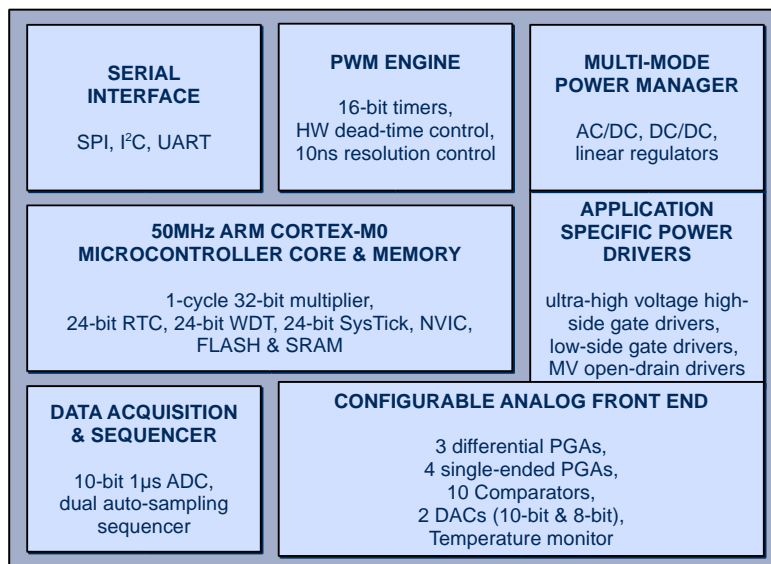 SERIAL
INTERFACE
SPI, I²C, UART
PWM ENGINE
16-bit timers,
HW dead-time control,
10ns resolution control
MULTI-MODE
POWER MANAGER
AC/DC, DC/DC,
linear regulators
50MHz ARM CORTEX-M0
MICROCONTROLLER CORE & MEMORY
1-cycle 32-bit multiplier,
24-bit RTC, 24-bit WDT, 24-bit SysTick, NVIC,
FLASH & SRAM
APPLICATION
SPECIFIC POWER
DRIVERS
ultra-high voltage high-
side gate drivers,
low-side gate drivers,
MV open-drain drivers
DATA ACQUISITION
& SEQUENCER
10-bit 1µs ADC,
dual auto-sampling
sequencer
CONFIGURABLE ANALOG FRONT END
3 differential PGAs,
4 single-ended PGAs,
10 Comparators,
2 DACs (10-bit & 8-bit),
Temperature monitor